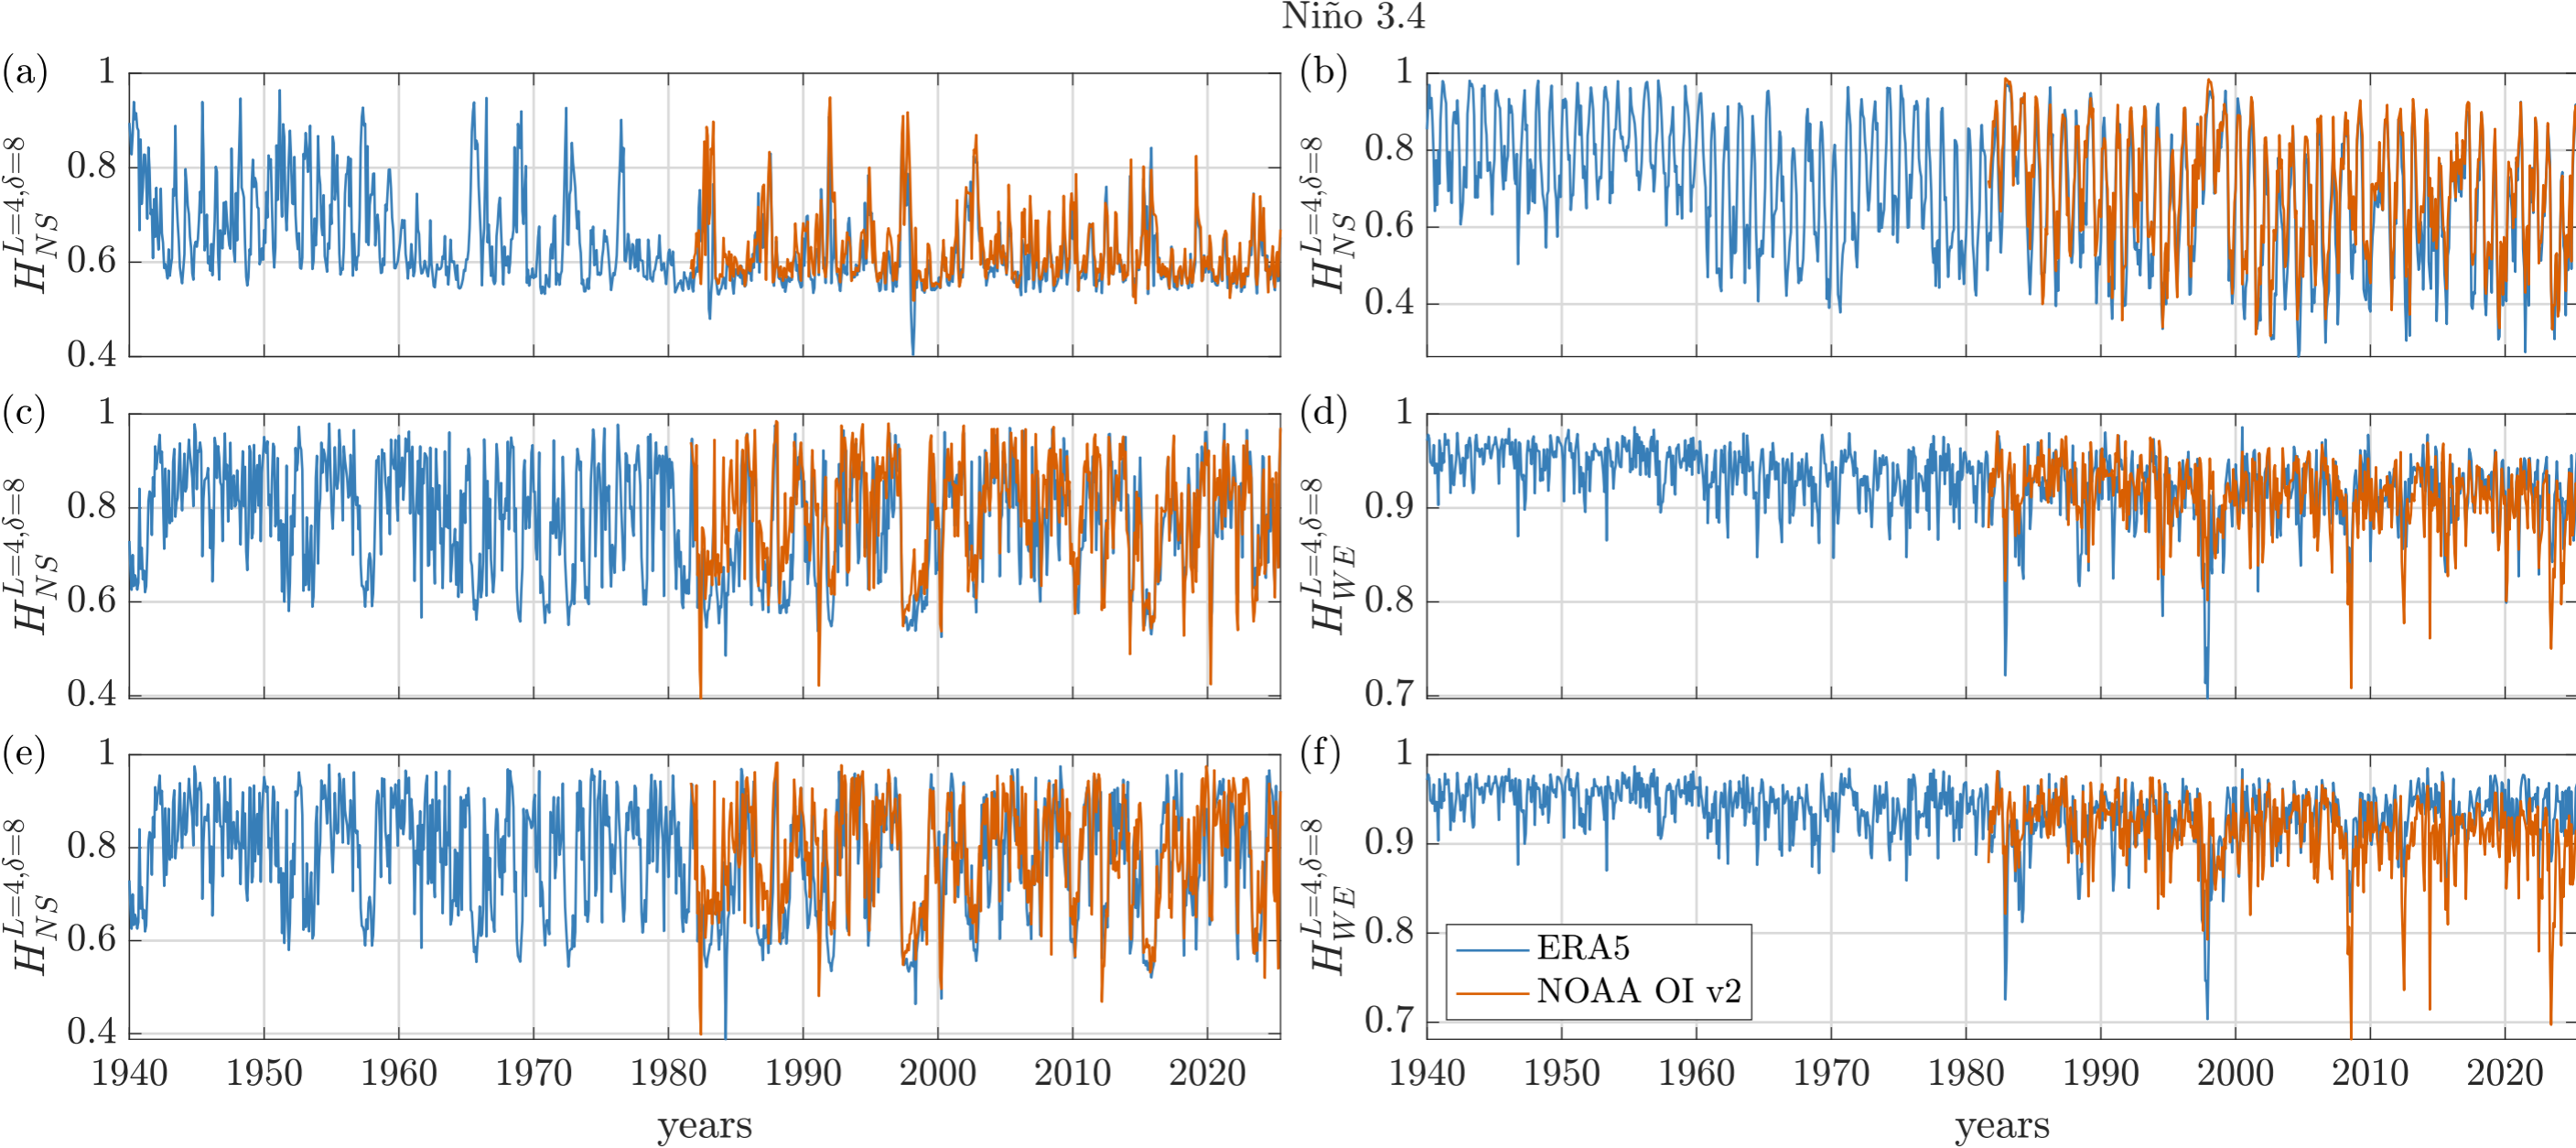 Niño 3.4
(a)
H_{NS}^{L=4,δ=8}
1
0.8
0.6
0.4
(b)
H_{NS}^{L=4,δ=8}
1
0.8
0.6
0.4
(c)
H_{NS}^{L=4,δ=8}
1
0.8
0.6
0.4
(d)
H_{WE}^{L=4,δ=8}
1
0.9
0.8
0.7
(e)
H_{NS}^{L=4,δ=8}
1
0.8
0.6
0.4
1940 1950 1960 1970 1980 1990 2000 2010 2020
years
(f)
H_{WE}^{L=4,δ=8}
1
0.9
0.8
0.7
ERA5
NOAA OI v2
1940 1950 1960 1970 1980 1990 2000 2010 2020
years